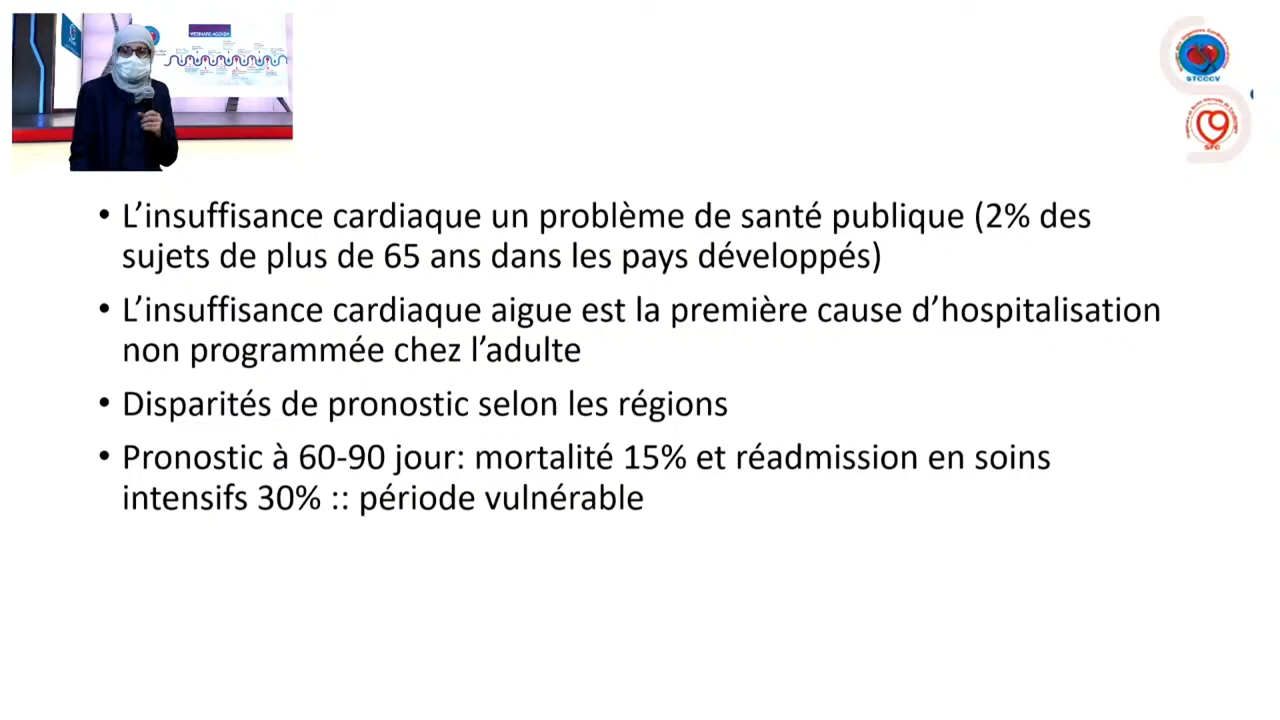 WEBINARS AGENDA
STCCCV
SFC
• L’insuffisance cardiaque un problème de santé publique (2% des
sujets de plus de 65 ans dans les pays développés)
• L’insuffisance cardiaque aigue est la première cause d’hospitalisation
non programmée chez l’adulte
• Disparités de pronostic selon les régions
• Pronostic à 60-90 jour: mortalité 15% et réadmission en soins
intensifs 30% :: période vulnérable